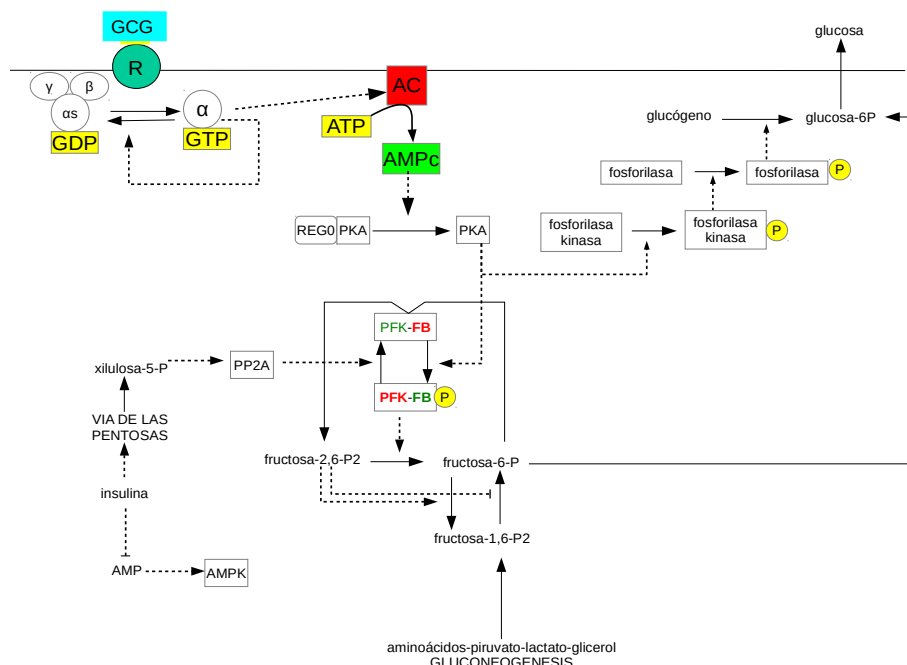 GCG
R
γ
β
αs
GDP
α
GTP
AC
ATP
AMPc
REG0
PKA
PKA
glucosa
glucógeno
glucosa-6P
fosforilasa
fosforilasa
P
fosforilasa
kinasa
fosforilasa
kinasa
P
PFK-FB
PFK-FB
P
xilulosa-5-P
PP2A
VIA DE LAS
PENTOSAS
insulina
AMP
AMPK
fructosa-2,6-P2
fructosa-6-P
fructosa-1,6-P2
aminoácidos-piruvato-lactato-glicerol
GLUCONEOGENESIS